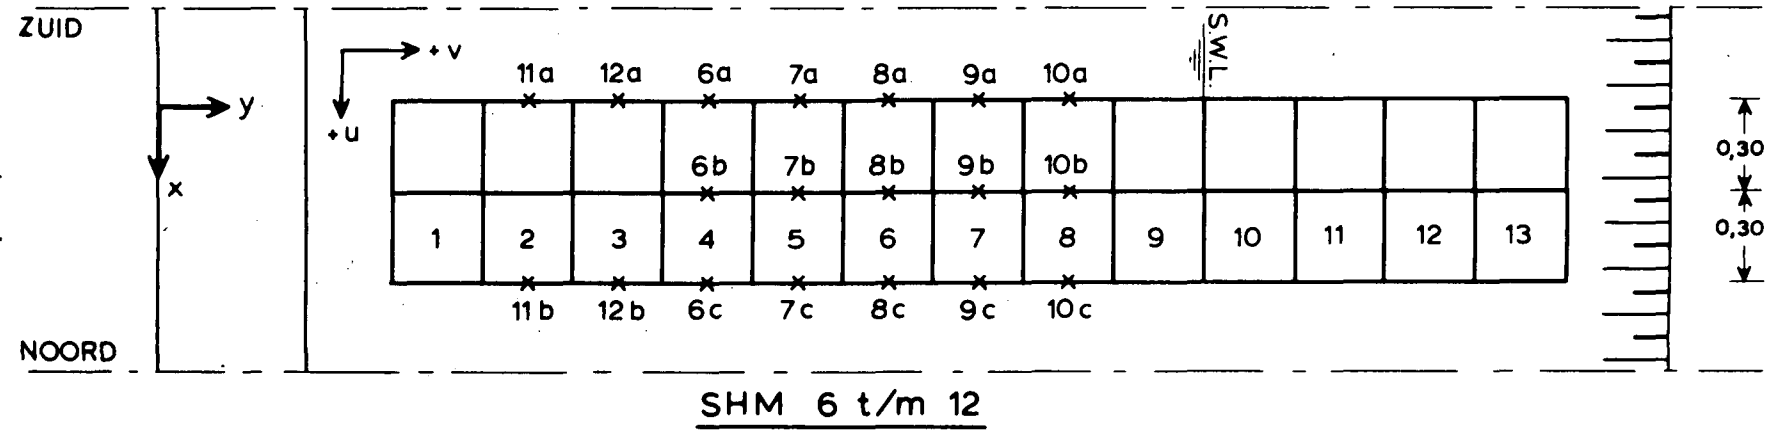 ZUID
S.W.L.
+ v
11a 12a 6a 7a 8a 9a 10a
y
+ u
0,30
6b 7b 8b 9b 10b
x
1 2 3 4 5 6 7 8 9 10 11 12 13
0,30
11b 12b 6c 7c 8c 9c 10c
NOORD
SHM 6 t/m 12